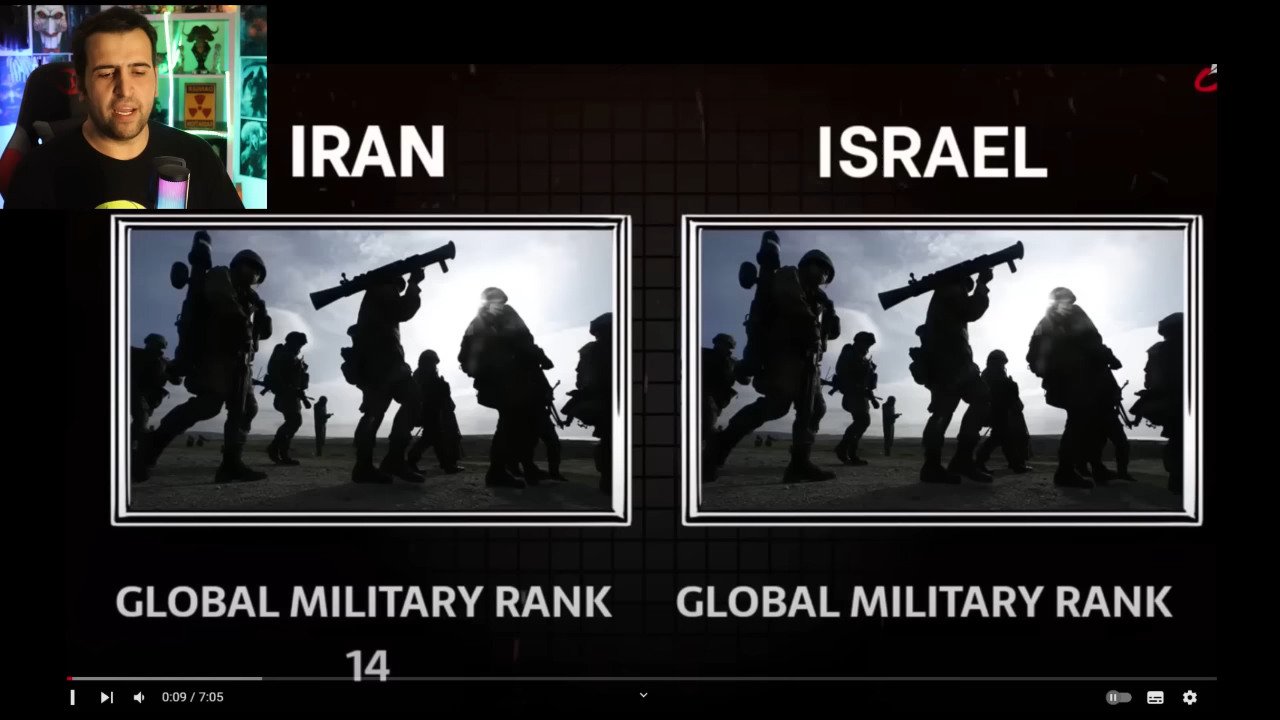 IRAN
ISRAEL
GLOBAL MILITARY RANK
GLOBAL MILITARY RANK
14
0:09 / 7:05